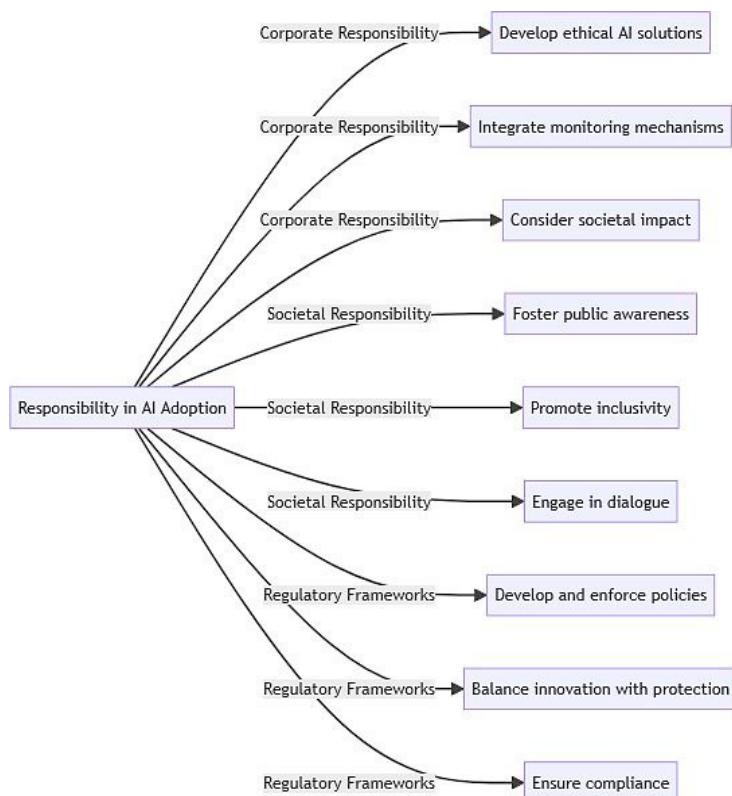 Corporate Responsibility
Develop ethical AI solutions
Corporate Responsibility
Integrate monitoring mechanisms
Corporate Responsibility
Consider societal impact
Societal Responsibility
Foster public awareness
Responsibility in AI Adoption
Societal Responsibility
Promote inclusivity
Societal Responsibility
Engage in dialogue
Regulatory Frameworks
Develop and enforce policies
Regulatory Frameworks
Balance innovation with protection
Regulatory Frameworks
Ensure compliance